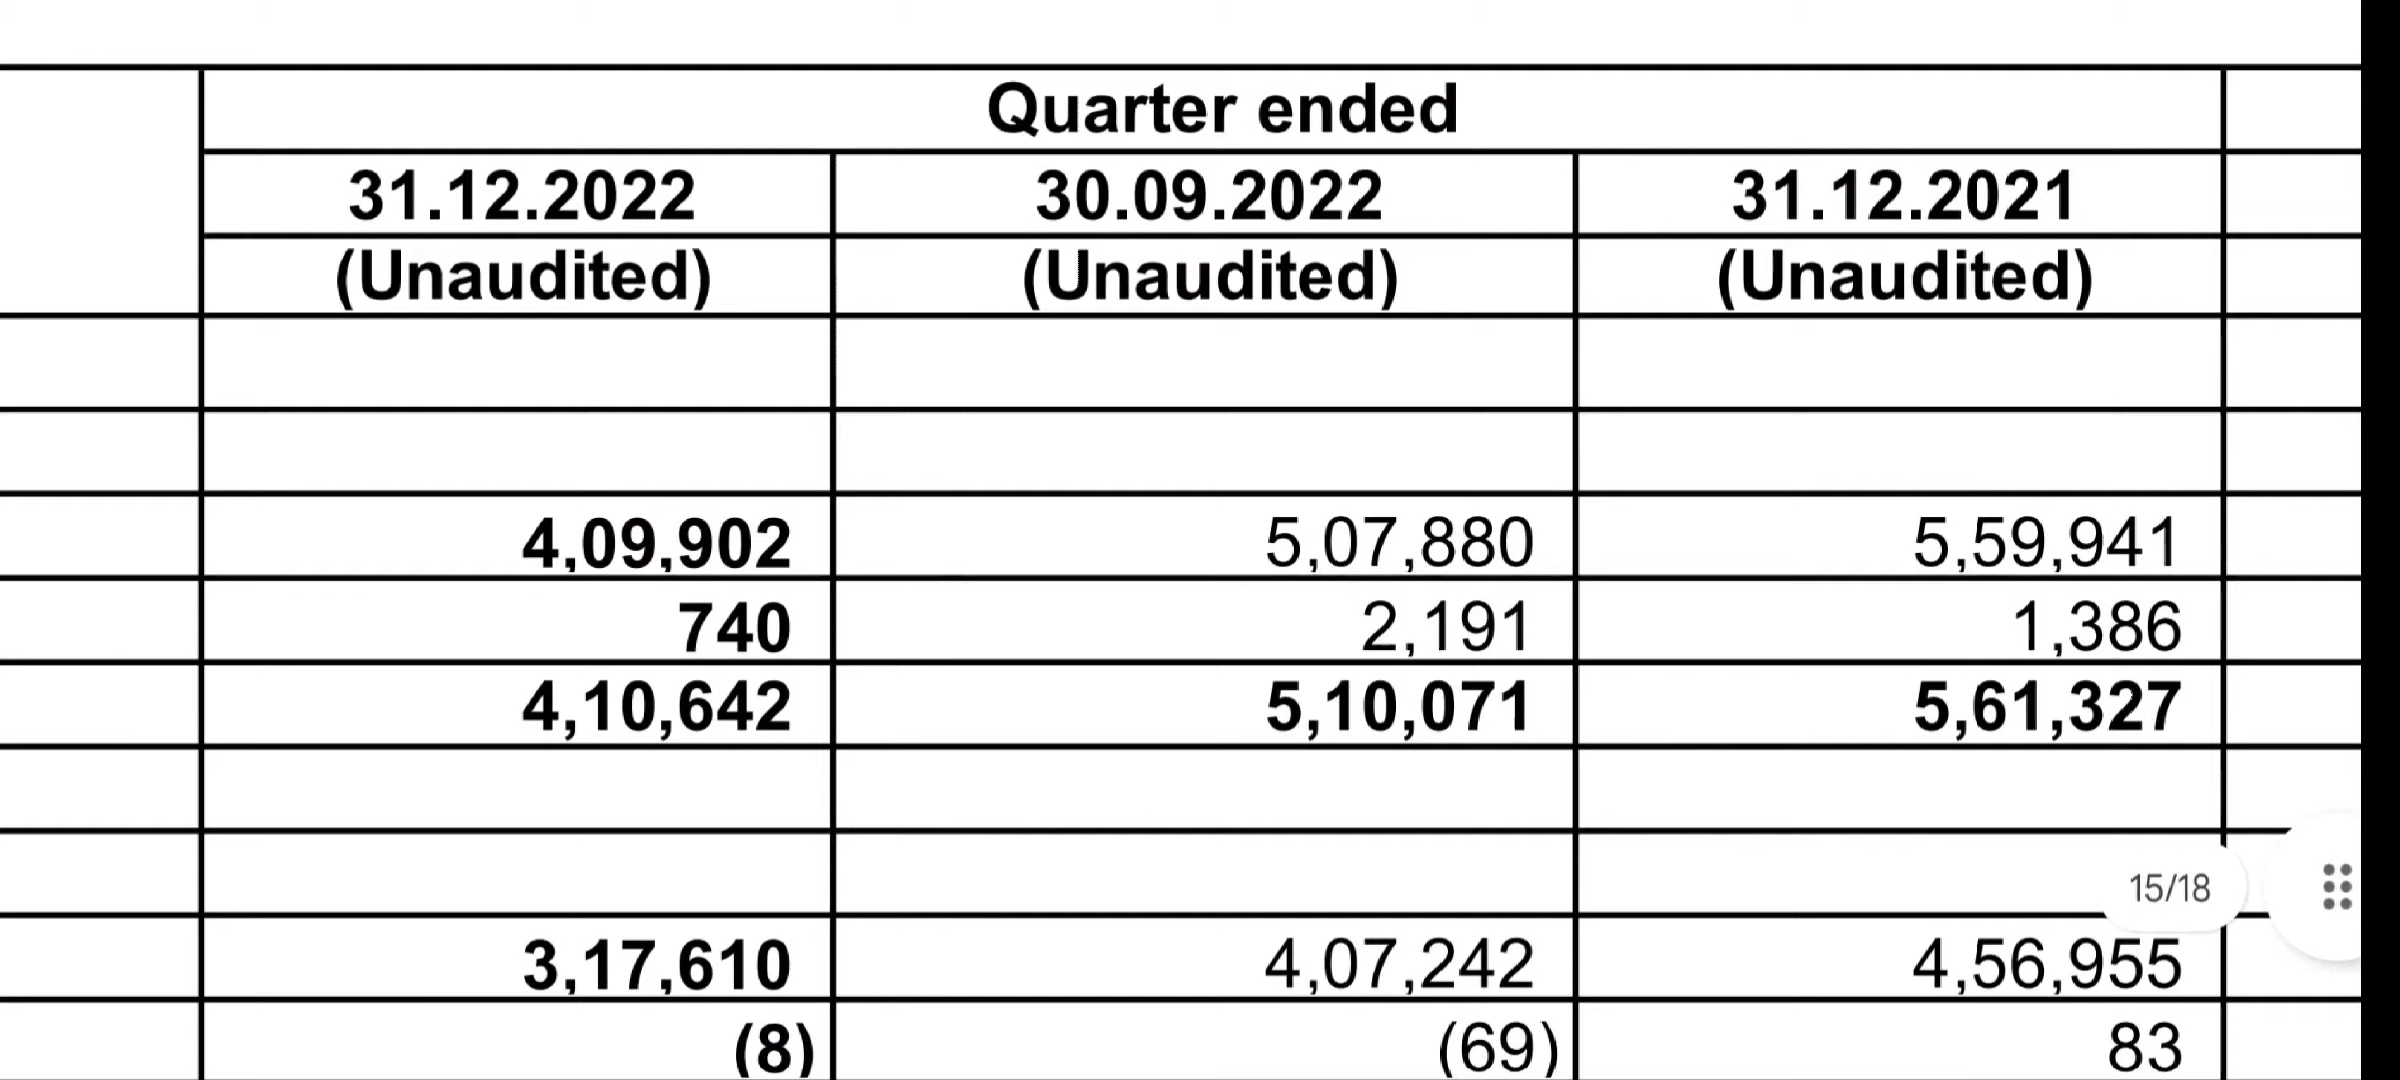 Quarter ended
31.12.2022 30.09.2022 31.12.2021
(Unaudited) (Unaudited) (Unaudited)
4,09,902 5,07,880 5,59,941
740 2,191 1,386
4,10,642 5,10,071 5,61,327
15/18
3,17,610 4,07,242 4,56,955
(8) (69) 83